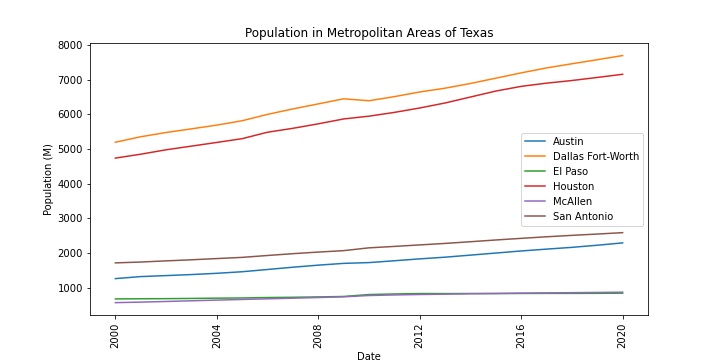 Population in Metropolitan Areas of Texas
Population (M)
8000
7000
6000
5000
4000
3000
2000
1000
Austin
Dallas Fort-Worth
El Paso
Houston
McAllen
San Antonio
2000
2004
2008
2012
2016
2020
Date